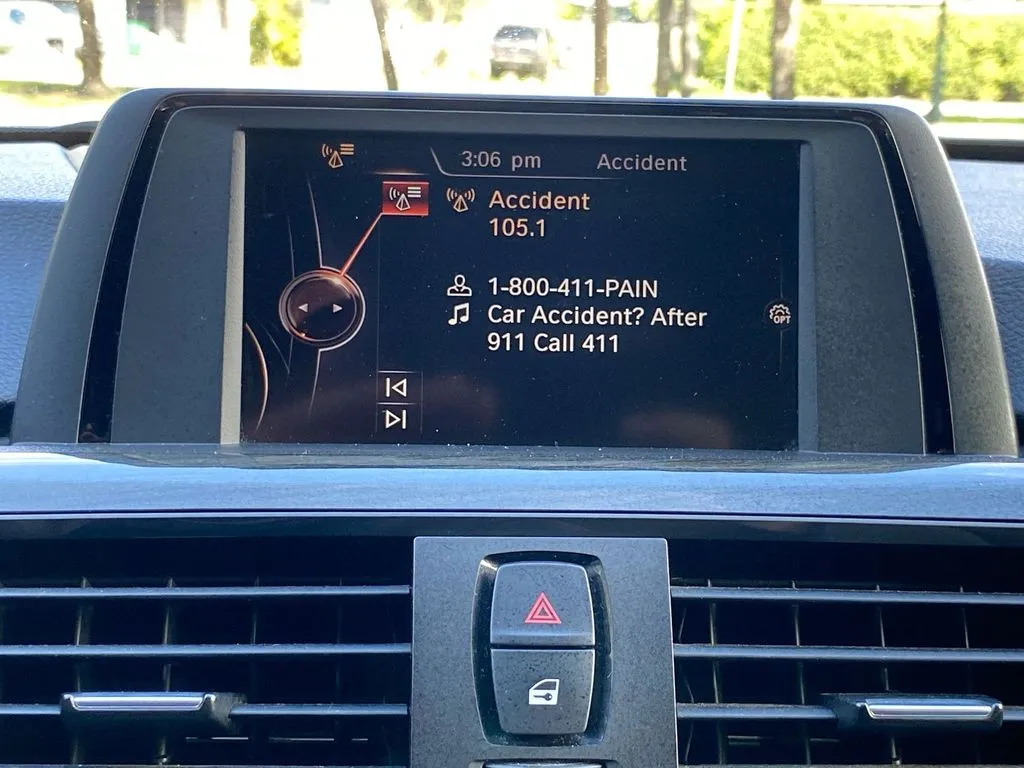 3:06 pm Accident
Accident
105.1
1-800-411-PAIN
Car Accident? After
911 Call 411
OPT